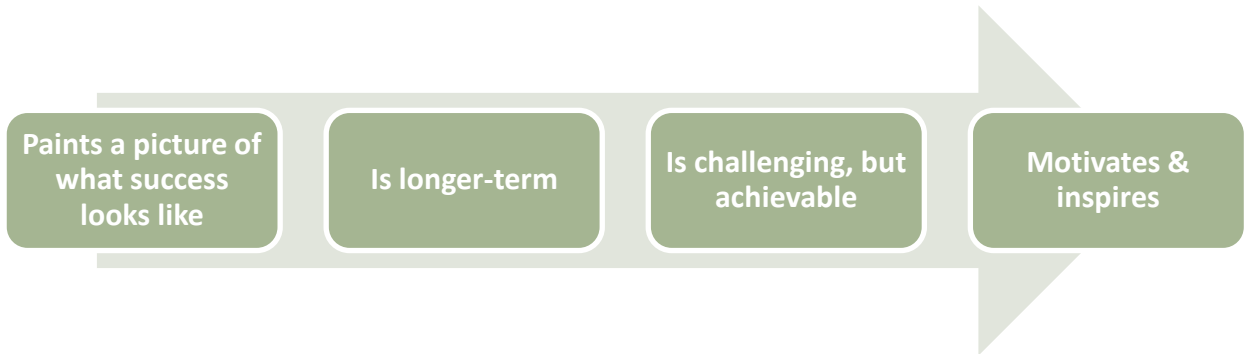 Paints a picture of
what success
looks like
Is longer-term
Is challenging, but
achievable
Motivates &
inspires